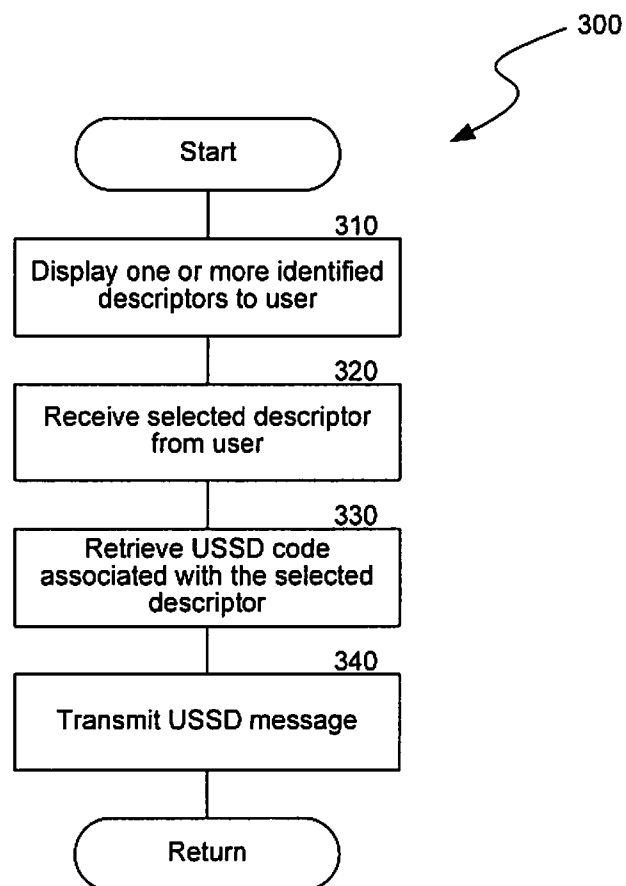 300
Start
310
Display one or more identified
descriptors to user
320
Receive selected descriptor
from user
330
Retrieve USSD code
associated with the selected
descriptor
340
Transmit USSD message
Return